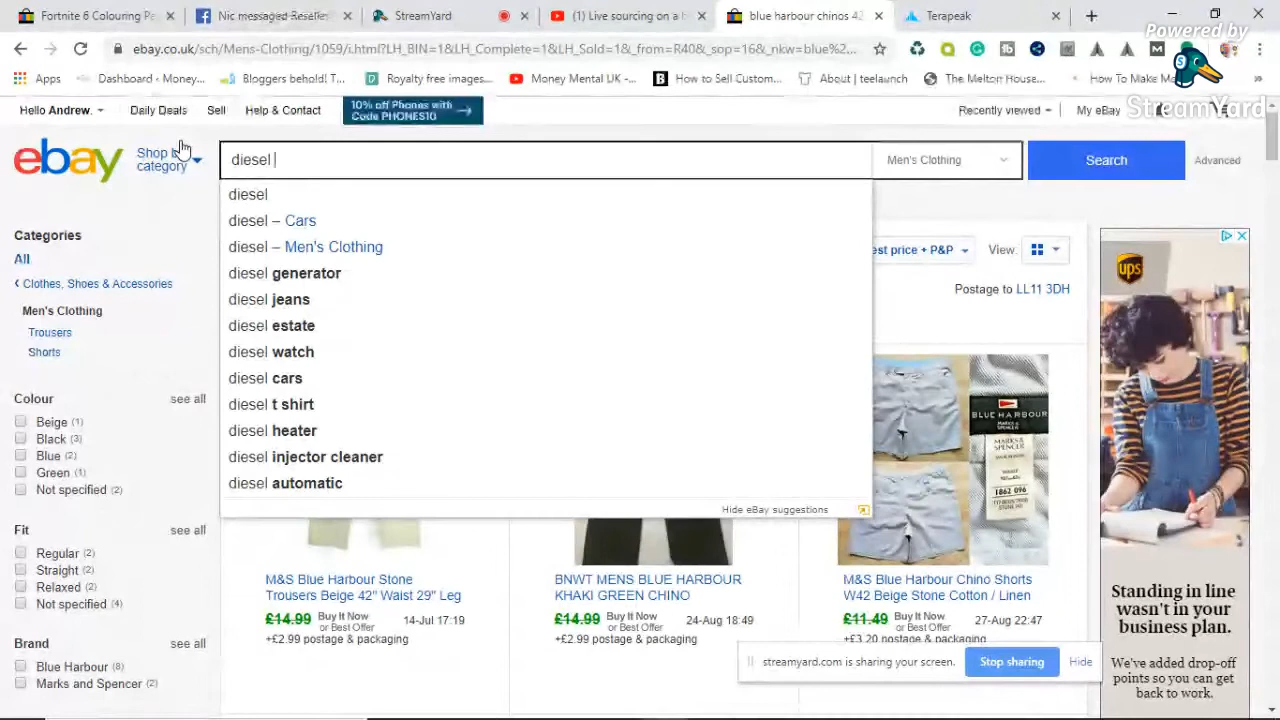 Fortnite 6 Colouring P
Nic messaged Reseller
StreamYard
(1) Live sourcing on a b
blue harbour chinos 42
Terapeak
Powered by
StreamYard
ebay.co.uk/sch/Mens-Clothing/1059/i.html?LH_BIN=1&LH_Complete=1&LH_Sold=1&_from=R40&_sop=16&_nkw=blue%2...
Apps
Dashboard ‹ Money...
Bloggers behold! T...
Royalty free images...
Money Mental UK -...
How to Sell Custom...
About | teelaunch
The Melton House...
How To Make M
Hello Andrew.
Daily Deals
Sell
Help & Contact
10% off Phones with
Code PHONES10
Recently viewed
My eBay
ebay
Shop b
category
diesel
Men's Clothing
Search
Advanced
diesel
diesel – Cars
diesel – Men's Clothing
diesel generator
diesel jeans
diesel estate
diesel watch
diesel cars
diesel t shirt
diesel heater
diesel injector cleaner
diesel automatic
Hide eBay suggestions
Categories
All
Clothes, Shoes & Accessories
Men's Clothing
Trousers
Shorts
Colour see all
Beige (1)
Black (3)
Blue (2)
Green (1)
Not specified (2)
Fit see all
Regular (2)
Straight (2)
Relaxed (2)
Not specified (4)
Brand see all
Blue Harbour (8)
Marks and Spencer (2)
est price + P&P
View:
Postage to LL11 3DH
BLUE HARBOUR
MARKS &
SPENCER
1862 096
M&S Blue Harbour Stone
Trousers Beige 42" Waist 29" Leg
£14.99 Buy It Now 14-Jul 17:19
or Best Offer
+£2.99 postage & packaging
BNWT MENS BLUE HARBOUR
KHAKI GREEN CHINO
£14.99 Buy It Now 24-Aug 18:49
or Best Offer
+£2.99 postage & packaging
M&S Blue Harbour Chino Shorts
W42 Beige Stone Cotton / Linen
£11.49 Buy It Now 27-Aug 22:47
or Best Offer
+£3.20 postage & packaging
streamyard.com is sharing your screen.
Stop sharing
Hide
ups
Standing in line
wasn't in your
business plan.
We've added drop-off
points so you can get
back to work.